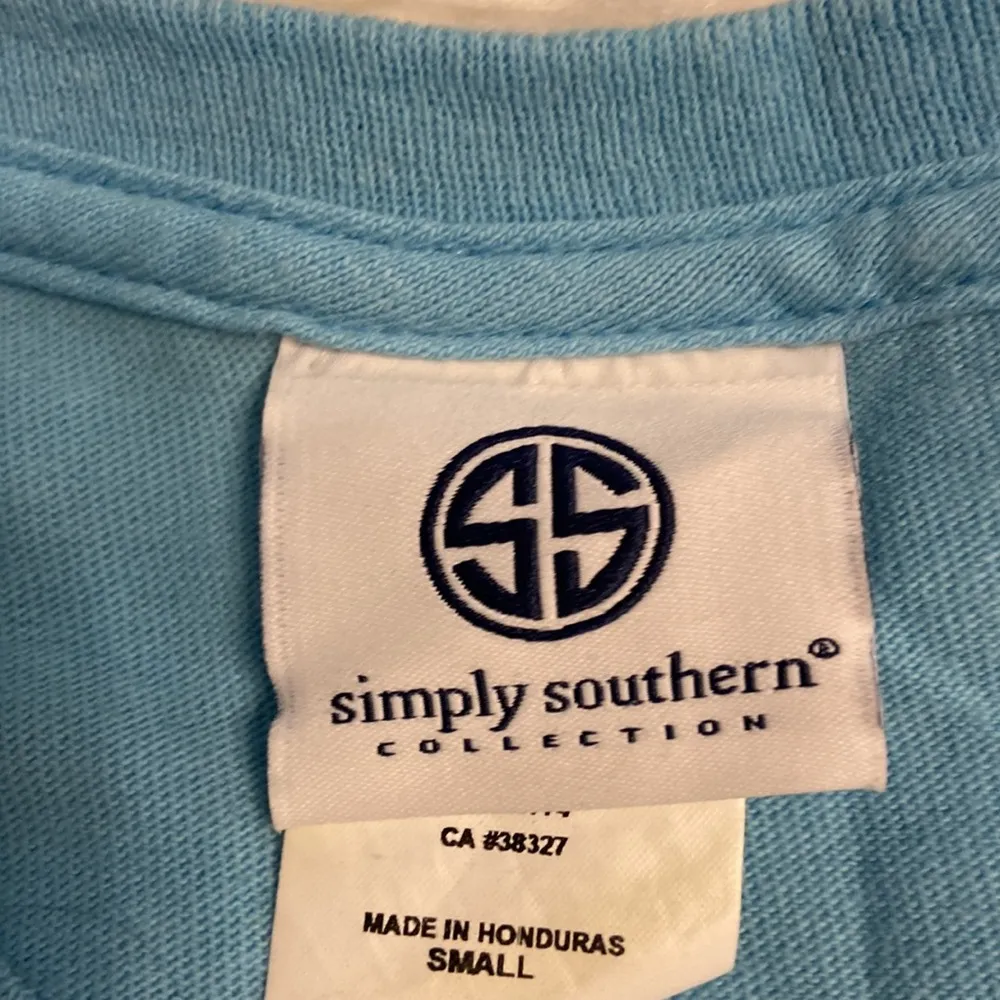 SS
simply southern®
COLLECTION
CA #38327
MADE IN HONDURAS
SMALL